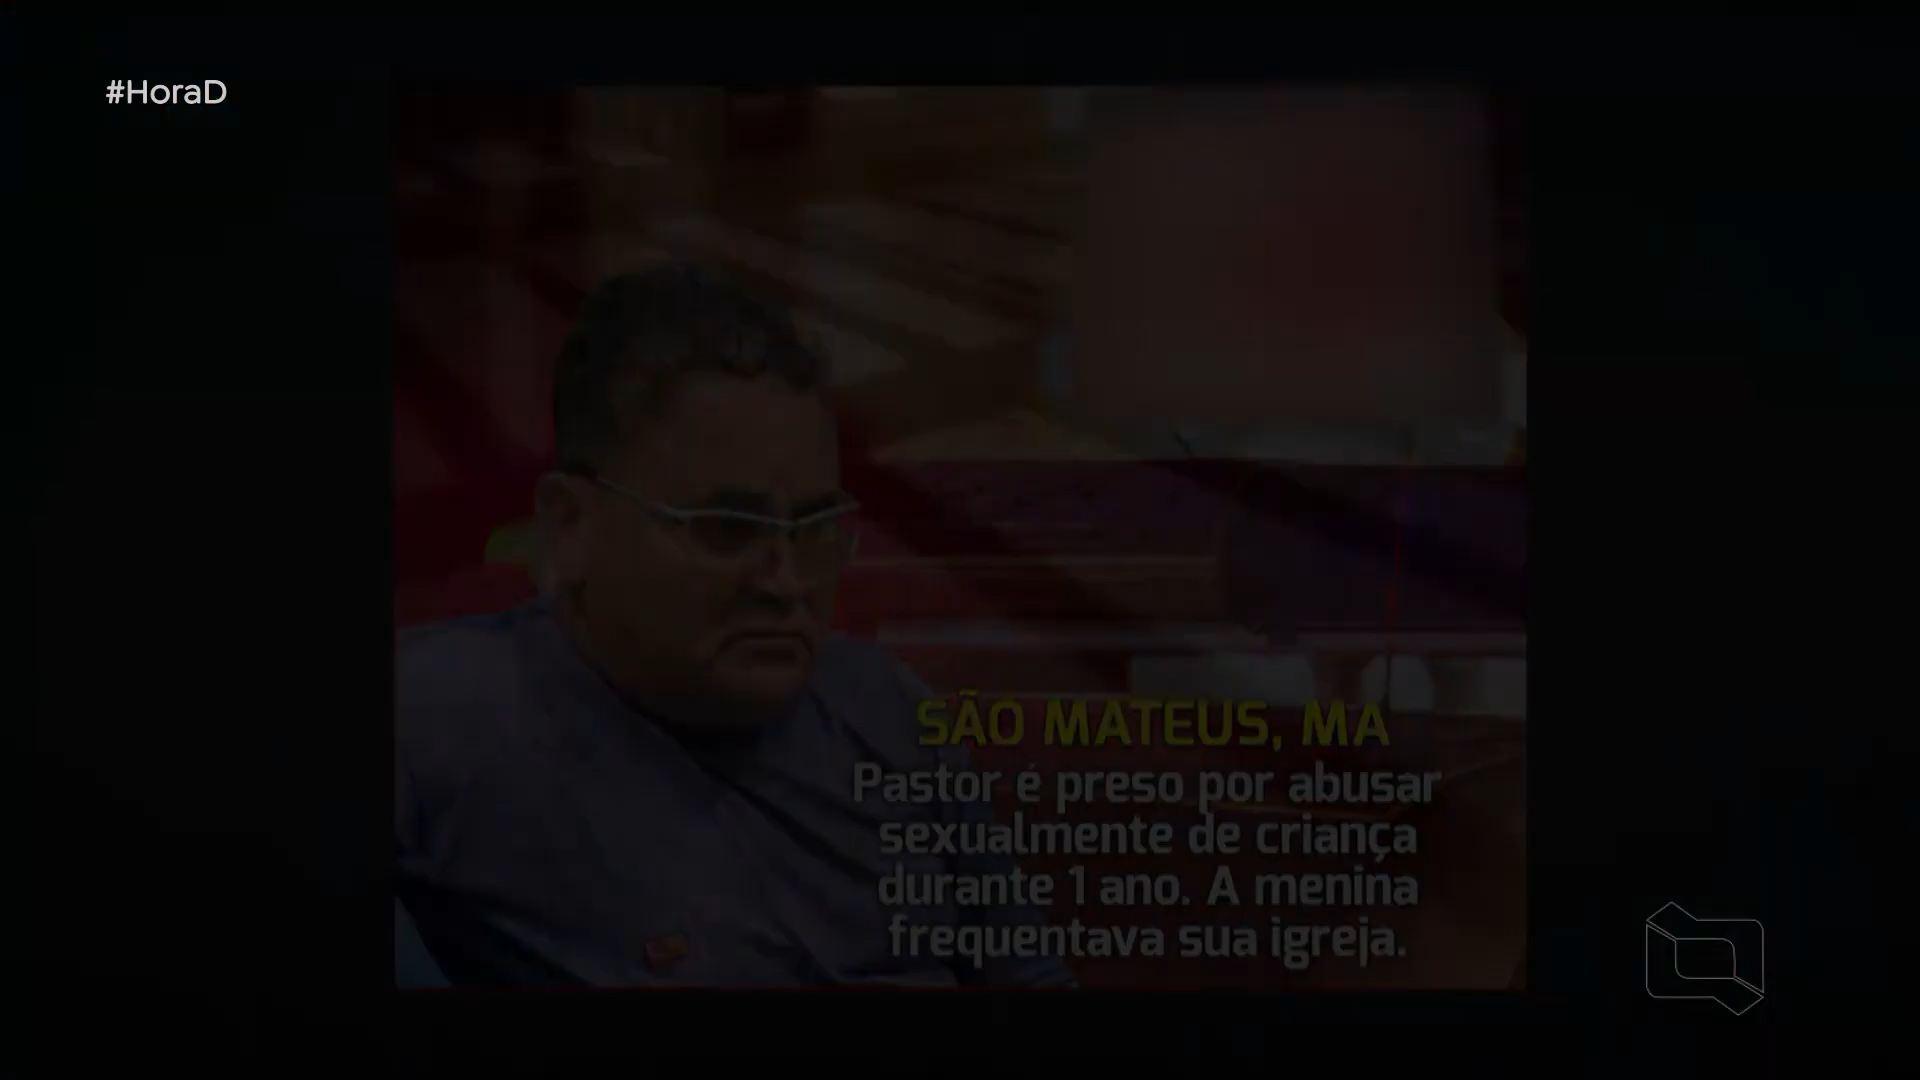 #HoraD
SÃO MATEUS, MA
Pastor é preso por abusar
sexualmente de criança
durante 1 ano. A menina
frequentava sua igreja.